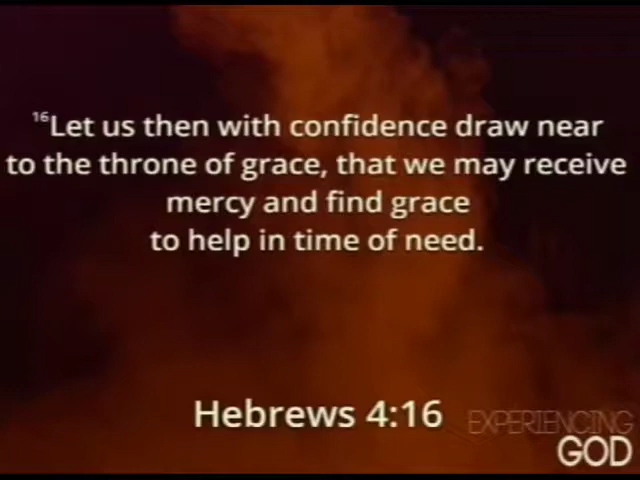 ¹⁶Let us then with confidence draw near
to the throne of grace, that we may receive
mercy and find grace
to help in time of need.
Hebrews 4:16
EXPERIENCING
GOD